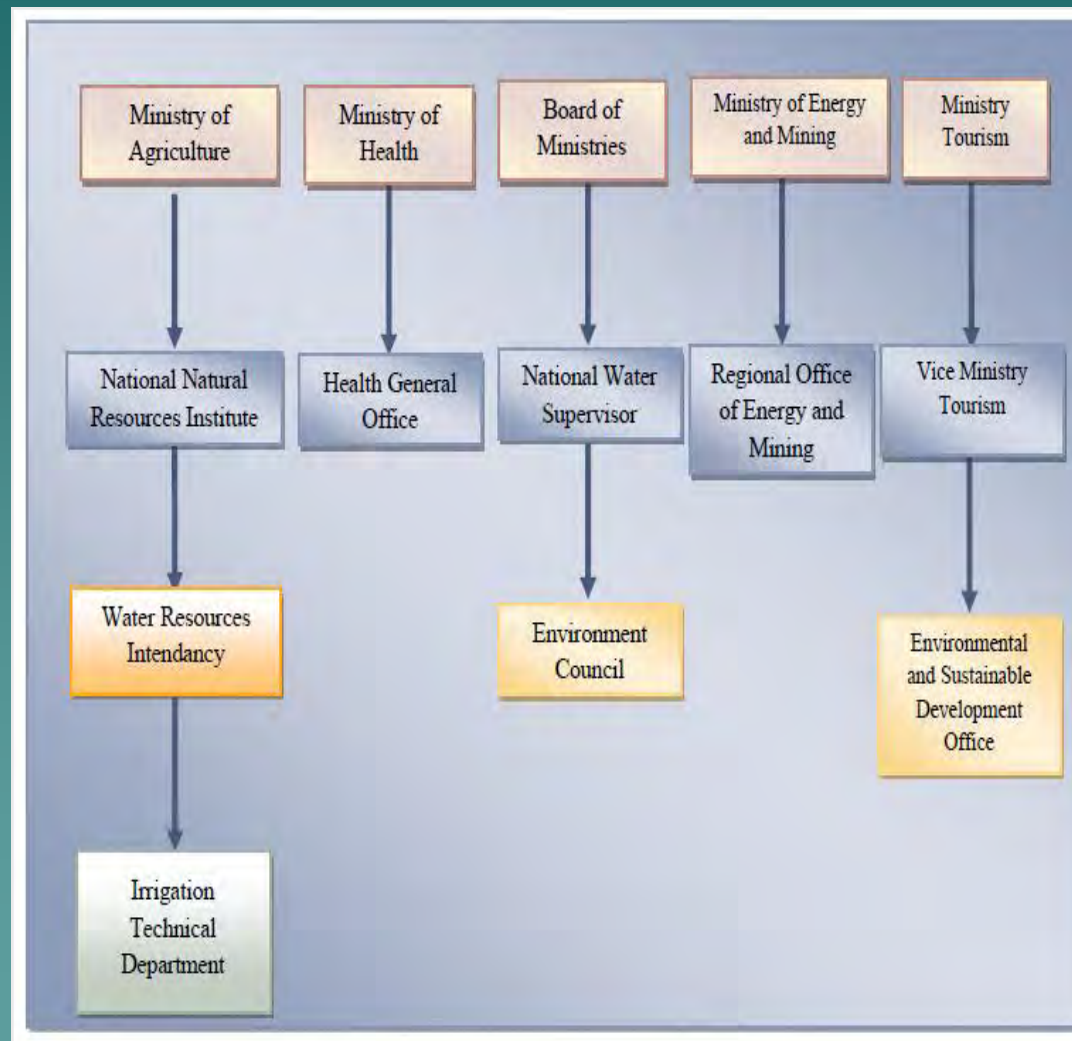 Ministry of
Agriculture
Ministry of
Health
Board of
Ministries
Ministry of Energy
and Mining
Ministry
Tourism
National Natural
Resources Institute
Health General
Office
National Water
Supervisor
Regional Office
of Energy and
Mining
Vice Ministry
Tourism
Water Resources
Intendancy
Environment
Council
Environmental
and Sustainable
Development
Office
Irrigation
Technical
Department